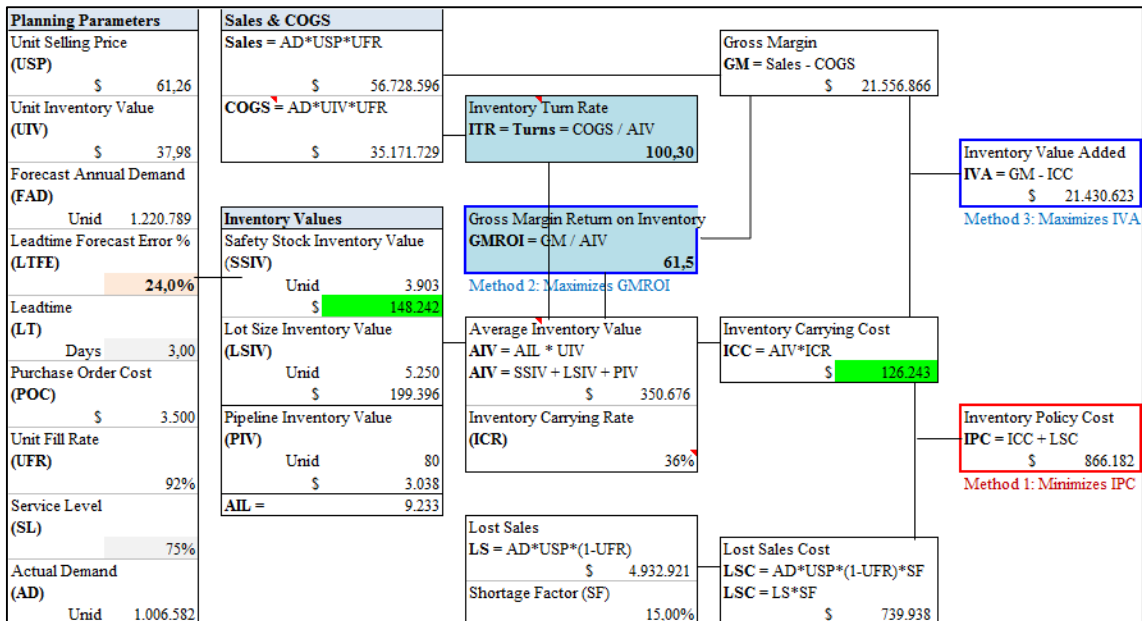 Planning Parameters
Unit Selling Price
(USP)
$ 61,26
Unit Inventory Value
(UIV)
$ 37,98
Forecast Annual Demand
(FAD)
Unid 1.220.789
Leadtime Forecast Error %
(LTFE)
24,0%
Leadtime
(LT)
Days 3,00
Purchase Order Cost
(POC)
$ 3.500
Unit Fill Rate
(UFR)
92%
Service Level
(SL)
75%
Actual Demand
(AD)
Unid 1.006.582
Sales & COGS
Sales = AD*USP*UFR
$ 56.728.596
COGS = AD*UIV*UFR
$ 35.171.729
Inventory Values
Safety Stock Inventory Value
(SSIV)
Unid 3.903
$ 148.242
Lot Size Inventory Value
(LSIV)
Unid 5.250
$ 199.396
Pipeline Inventory Value
(PIV)
Unid 80
$ 3.038
AIL = 9.233
Inventory Turn Rate
ITR = Turns = COGS / AIV
100,30
Gross Margin Return on Inventory
GMROI = GM / AIV
61,5
Method 2: Maximizes GMROI
Average Inventory Value
AIV = AIL * UIV
AIV = SSIV + LSIV + PIV
$ 350.676
Inventory Carrying Rate
(ICR)
36%
Lost Sales
LS = AD*USP*(1-UFR)
$ 4.932.921
Shortage Factor (SF)
15.00%
Gross Margin
GM = Sales - COGS
$ 21.556.866
Inventory Carrying Cost
ICC = AIV*ICR
$ 126.243
Lost Sales Cost
LSC = AD*USP*(1-UFR)*SF
LSC = LS*SF
$ 739.938
Inventory Value Added
IVA = GM - ICC
$ 21.430.623
Method 3: Maximizes IVA
Inventory Policy Cost
IPC = ICC + LSC
$ 866.182
Method 1: Minimizes IPC